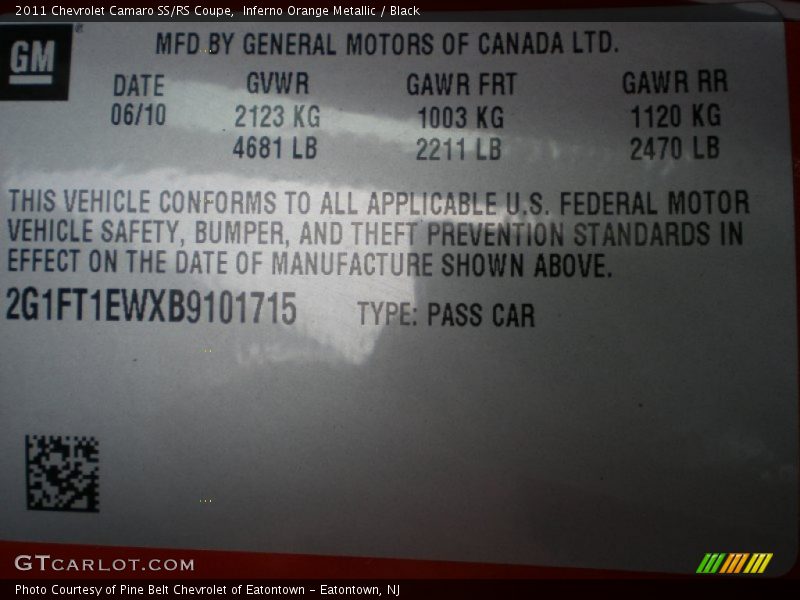 2011 Chevrolet Camaro SS/RS Coupe, Inferno Orange Metallic / Black
GM
MFD BY GENERAL MOTORS OF CANADA LTD.
DATE GVWR GAWR FRT GAWR RR
06/10 2123 KG 1003 KG 1120 KG
4681 LB 2211 LB 2470 LB
THIS VEHICLE CONFORMS TO ALL APPLICABLE U.S. FEDERAL MOTOR
VEHICLE SAFETY, BUMPER, AND THEFT PREVENTION STANDARDS IN
EFFECT ON THE DATE OF MANUFACTURE SHOWN ABOVE.
2G1FT1EWXB9101715 TYPE: PASS CAR
GTCARLOT.COM
Photo Courtesy of Pine Belt Chevrolet of Eatontown - Eatontown, NJ